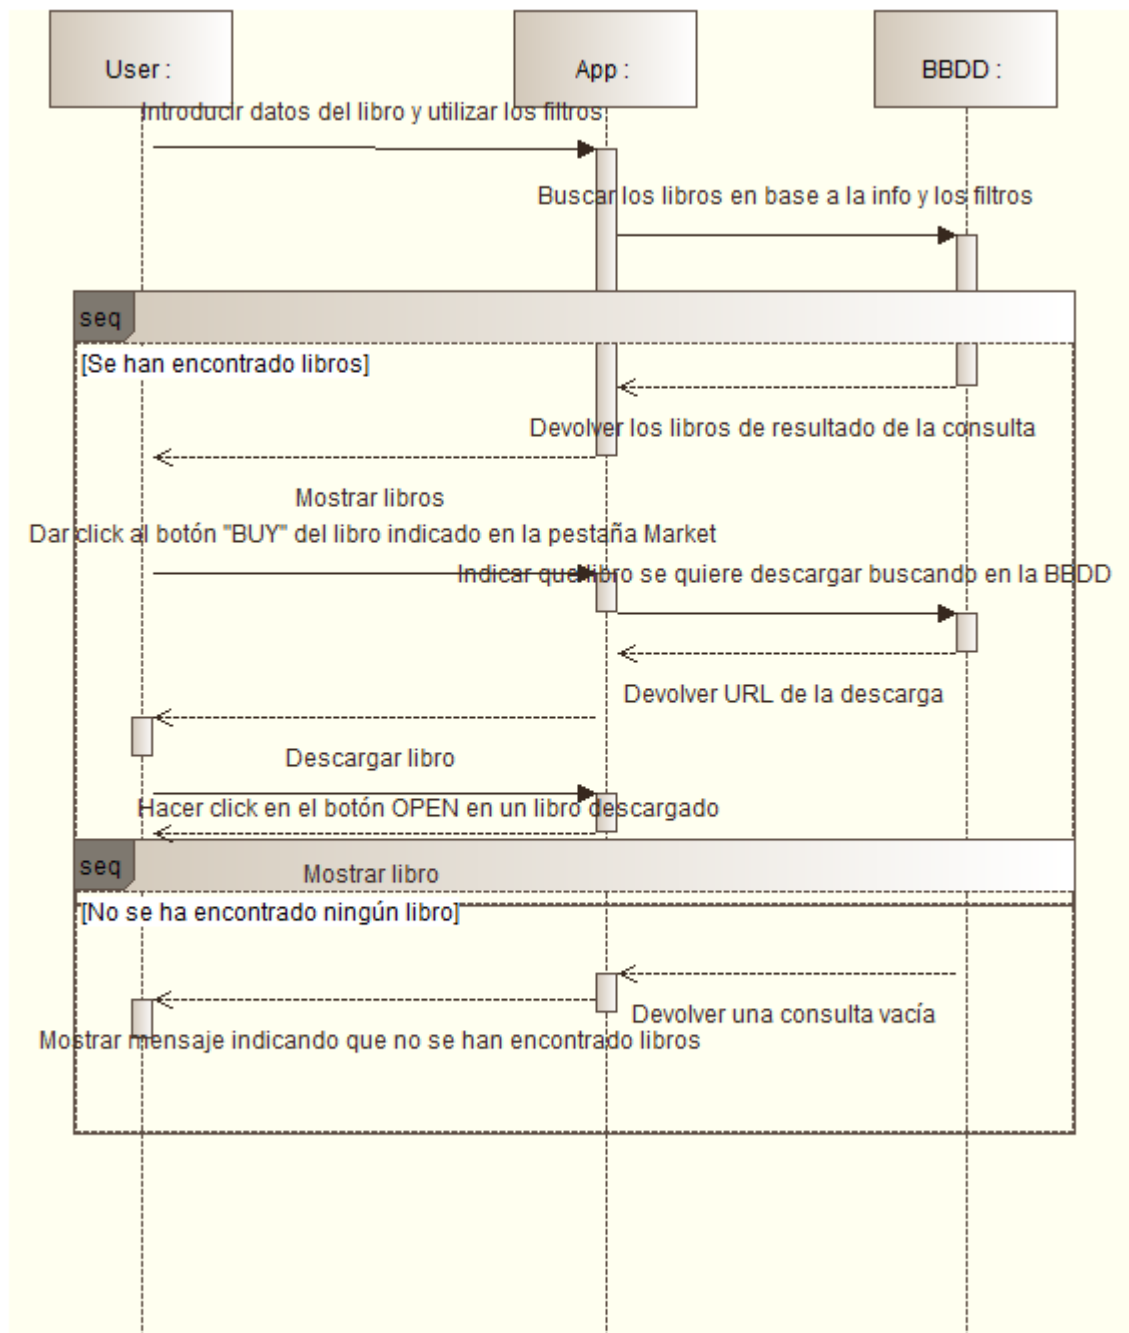 User :
App :
BBDD :
Introducir datos del libro y utilizar los filtros
Buscar los libros en base a la info y los filtros
seq
[Se han encontrado libros]
Devolver los libros de resultado de la consulta
Mostrar libros
Dar click al botón "BUY" del libro indicado en la pestaña Market
Indicar que libro se quiere descargar buscando en la BBDD
Devolver URL de la descarga
Descargar libro
Hacer click en el botón OPEN en un libro descargado
seq
Mostrar libro
[No se ha encontrado ningún libro]
Devolver una consulta vacía
Mostrar mensaje indicando que no se han encontrado libros